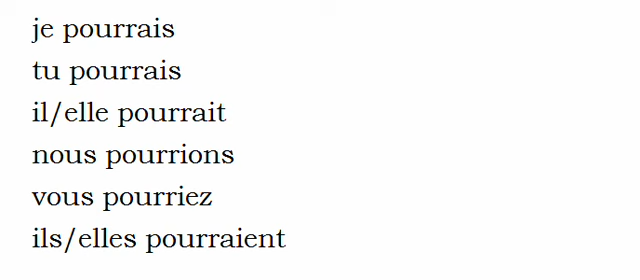 je pourrais
tu pourrais
il/elle pourrait
nous pourrions
vous pourriez
ils/elles pourraient